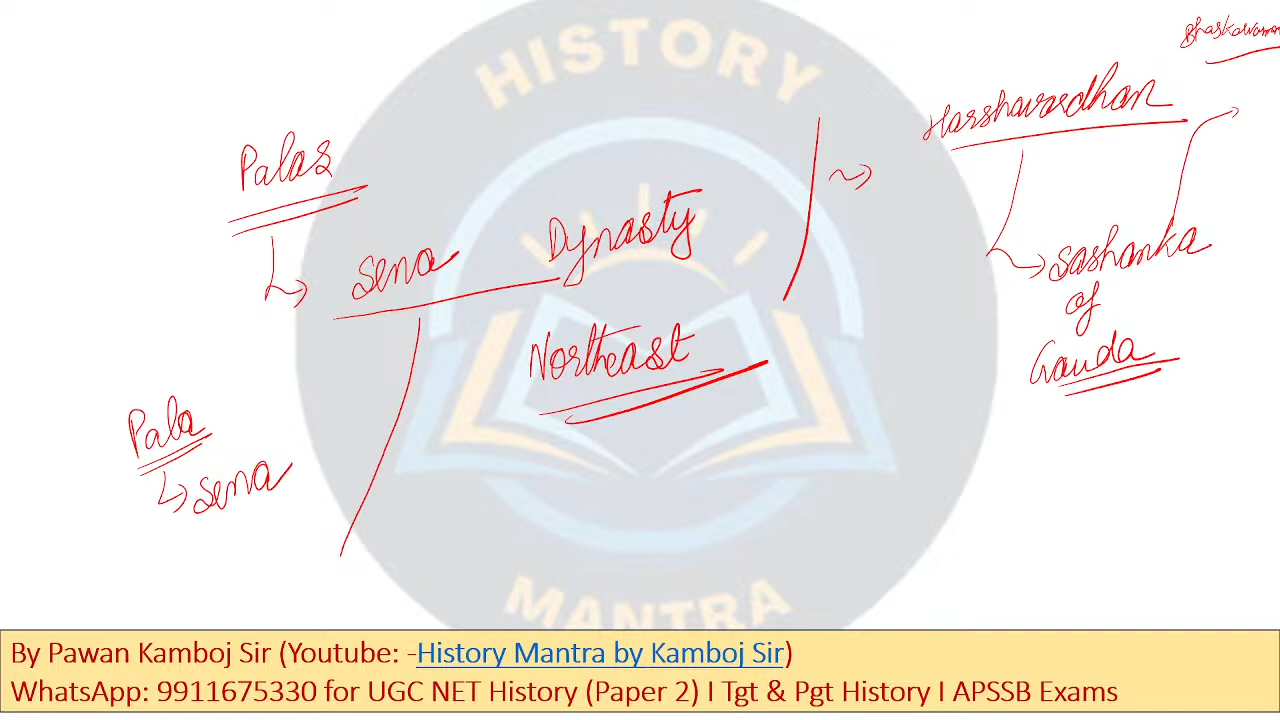 HISTORY
Bhaskarvaman
Harshavardhan
Palas
Sena Dynasty
Sashanka
of
Gauda
Northeast
Pala
Sena
MANTRA
By Pawan Kamboj Sir (Youtube: -History Mantra by Kamboj Sir)
WhatsApp: 9911675330 for UGC NET History (Paper 2) I Tgt & Pgt History I APSSB Exams